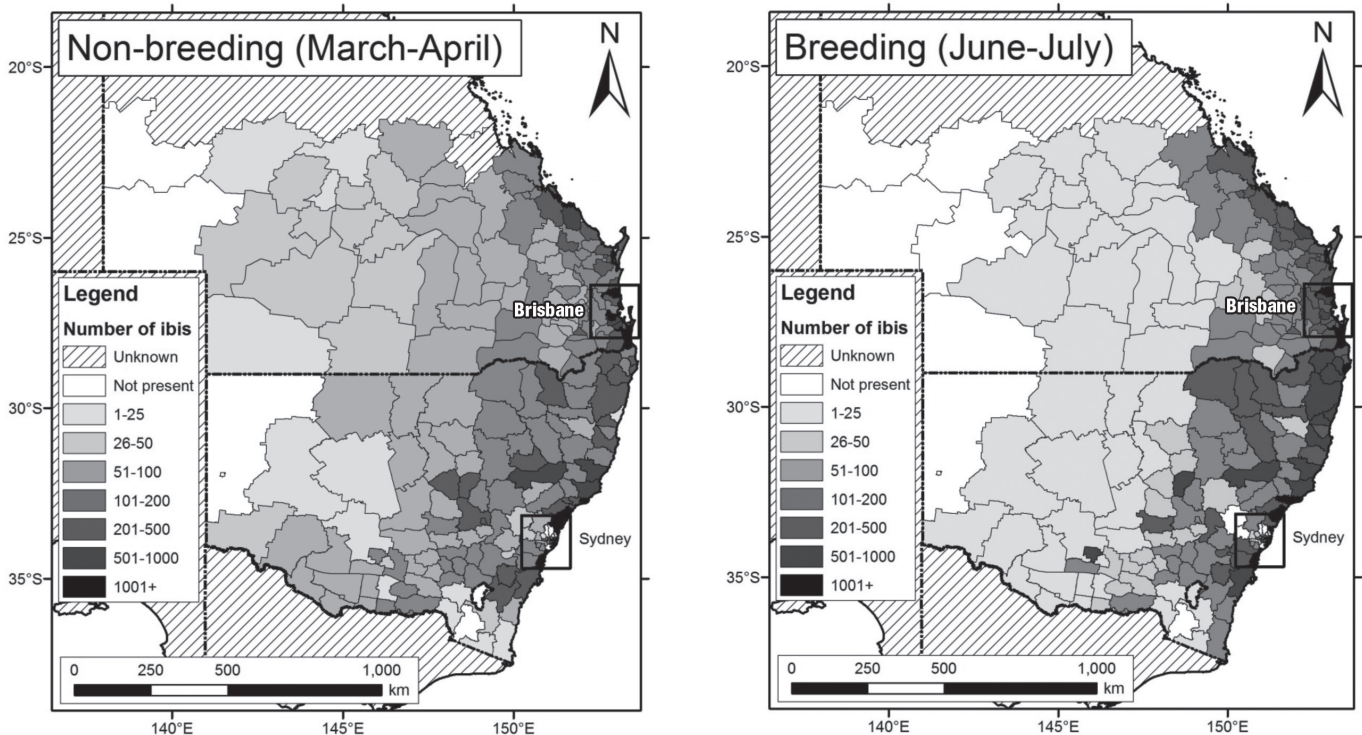 Non-breeding (March-April)
N
20°S
25°S
30°S
35°S
Legend
Number of ibis
Unknown
Not present
1-25
26-50
51-100
101-200
201-500
501-1000
1001+
Brisbane
Sydney
0 250 500 1,000
km
140°E 145°E 150°E
Breeding (June-July)
N
20°S
25°S
30°S
35°S
Legend
Number of ibis
Unknown
Not present
1-25
26-50
51-100
101-200
201-500
501-1000
1001+
Brisbane
Sydney
0 250 500 1,000
km
140°E 145°E 150°E